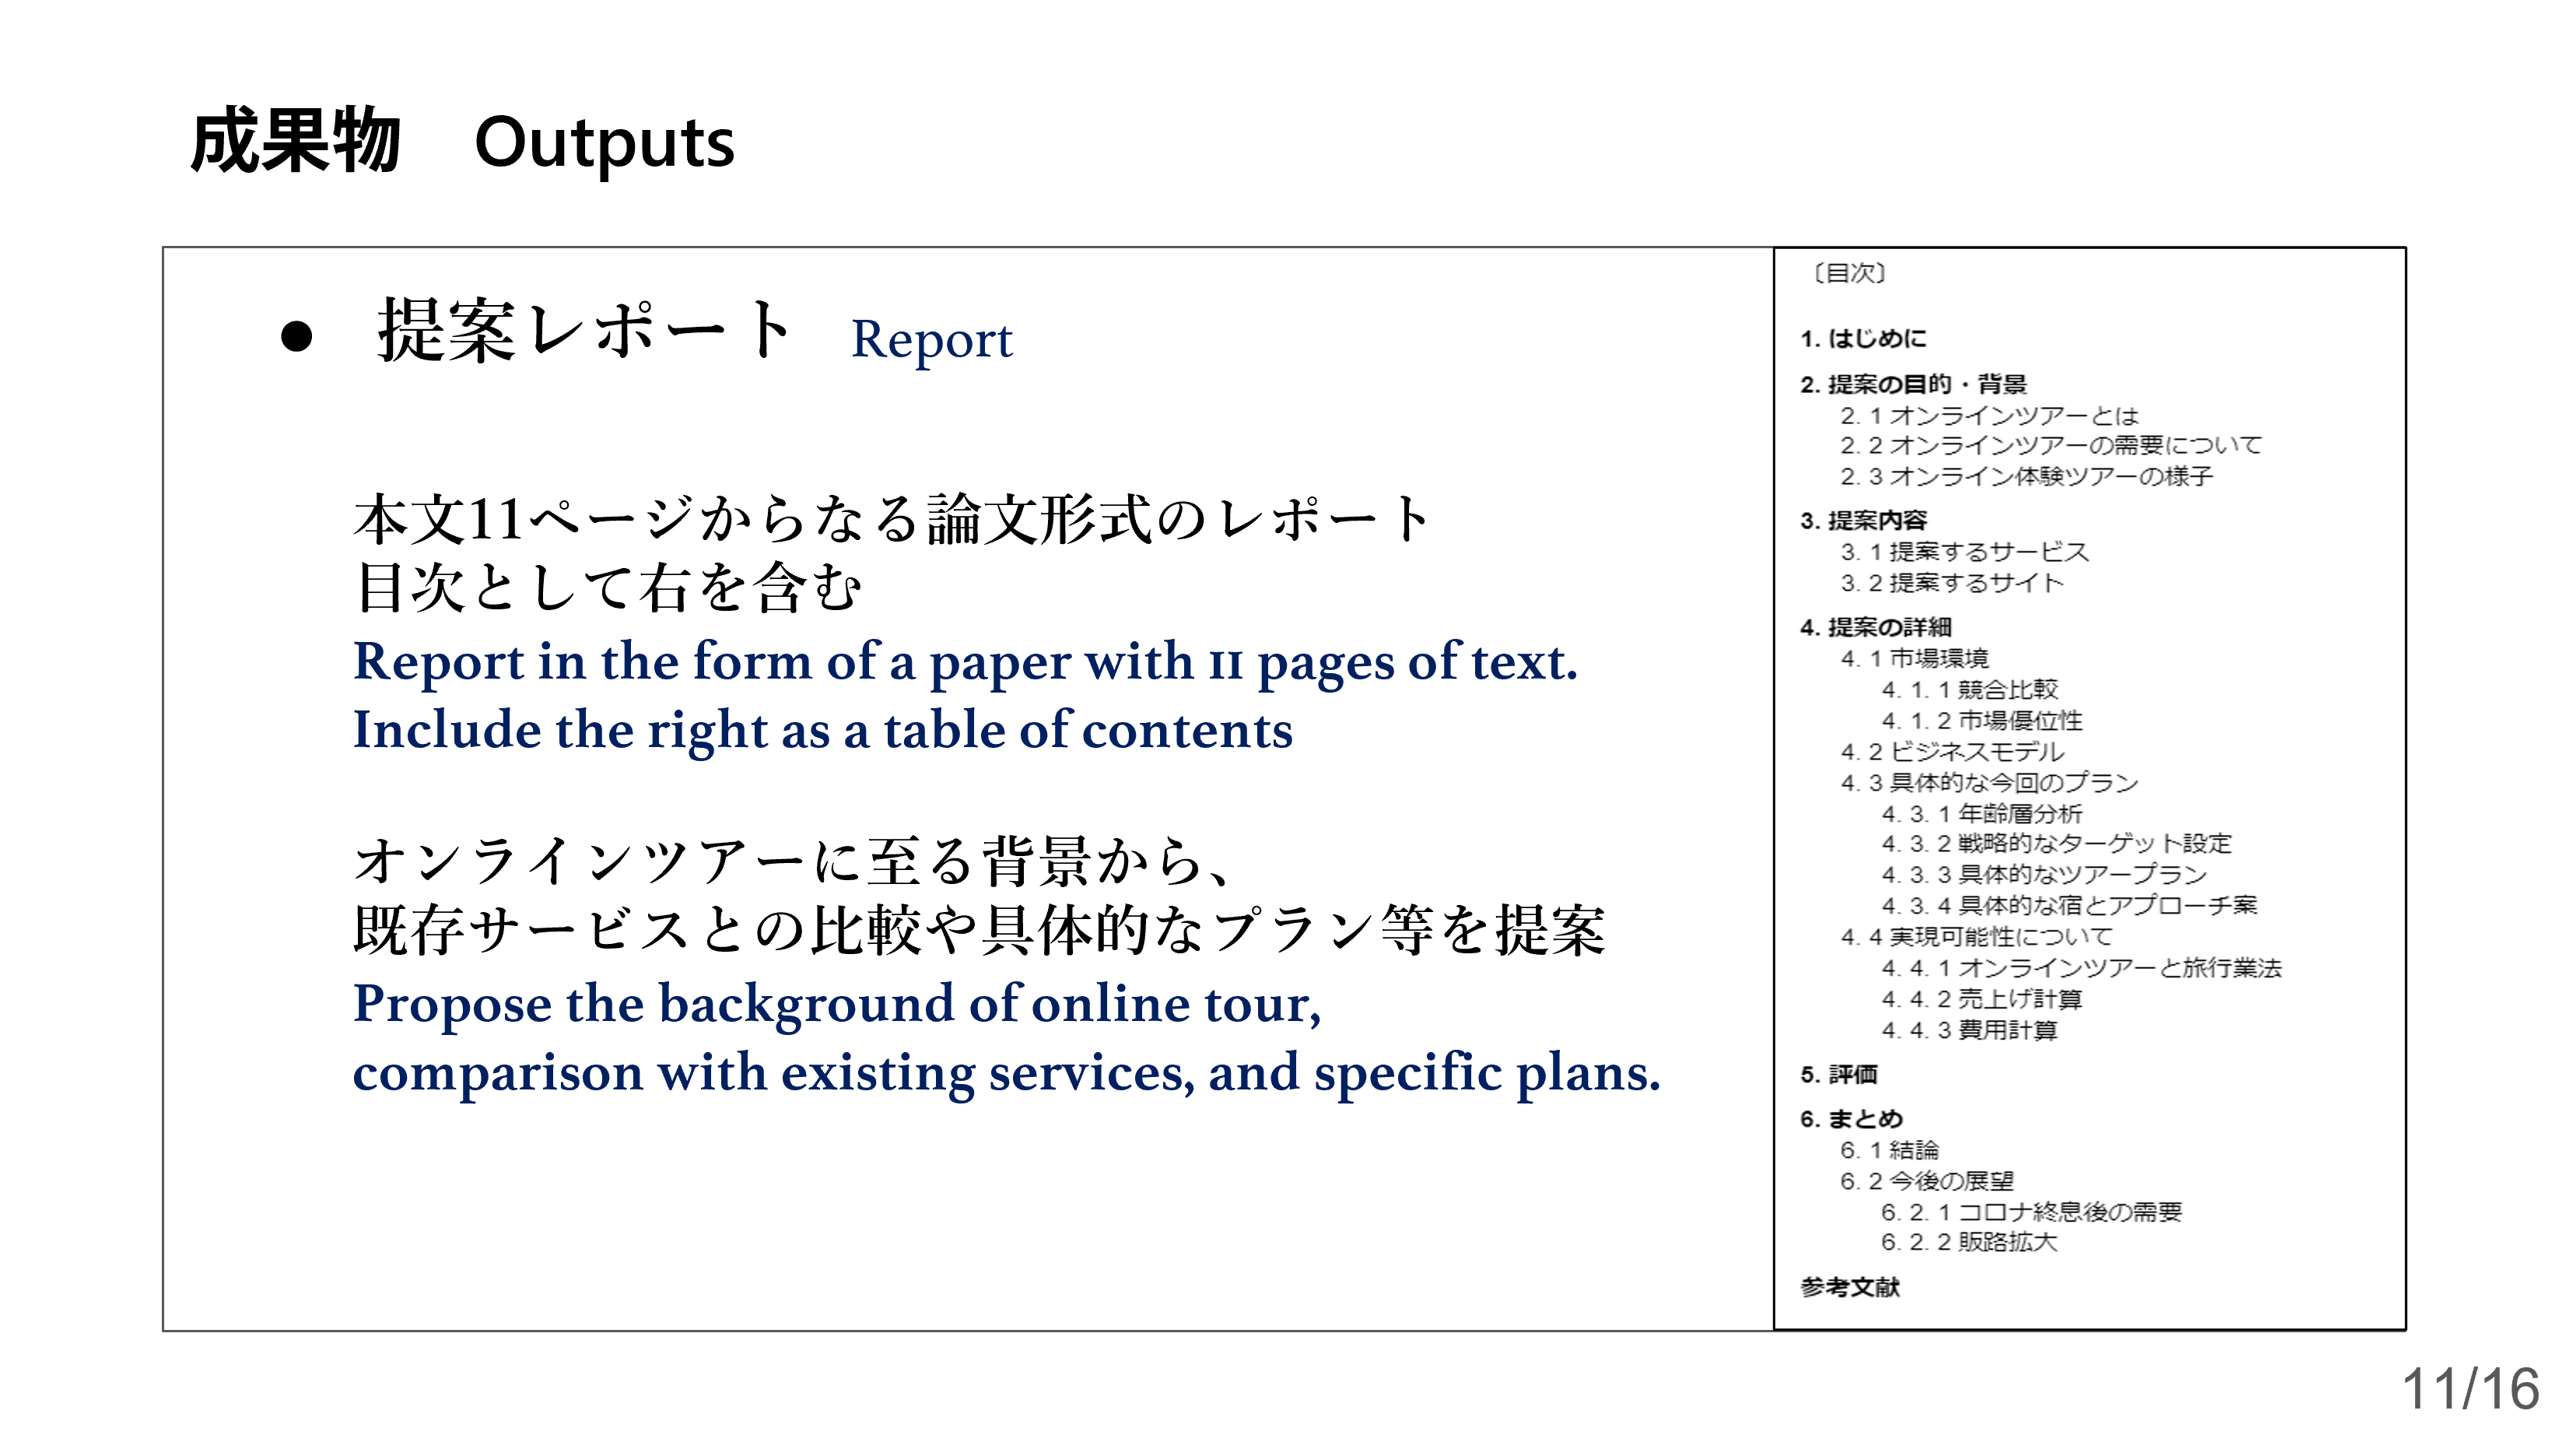 成果物　Outputs
● 提案レポート　Report
本文11ページからなる論文形式のレポート
目次として右を含む
Report in the form of a paper with 11 pages of text.
Include the right as a table of contents
オンラインツアーに至る背景から、
既存サービスとの比較や具体的なプラン等を提案
Propose the background of online tour,
comparison with existing services, and specific plans.
〔目次〕
1. はじめに
2. 提案の目的・背景
2. 1 オンラインツアーとは
2. 2 オンラインツアーの需要について
2. 3 オンライン体験ツアーの様子
3. 提案内容
3. 1 提案するサービス
3. 2 提案するサイト
4. 提案の詳細
4. 1 市場環境
4. 1. 1 競合比較
4. 1. 2 市場優位性
4. 2 ビジネスモデル
4. 3 具体的な今回のプラン
4. 3. 1 年齢層分析
4. 3. 2 戦略的なターゲット設定
4. 3. 3 具体的なツアープラン
4. 3. 4 具体的な宿とアプローチ案
4. 4 実現可能性について
4. 4. 1 オンラインツアーと旅行業法
4. 4. 2 売上げ計算
4. 4. 3 費用計算
5. 評価
6. まとめ
6. 1 結論
6. 2 今後の展望
6. 2. 1 コロナ終息後の需要
6. 2. 2 販路拡大
参考文献
11/16